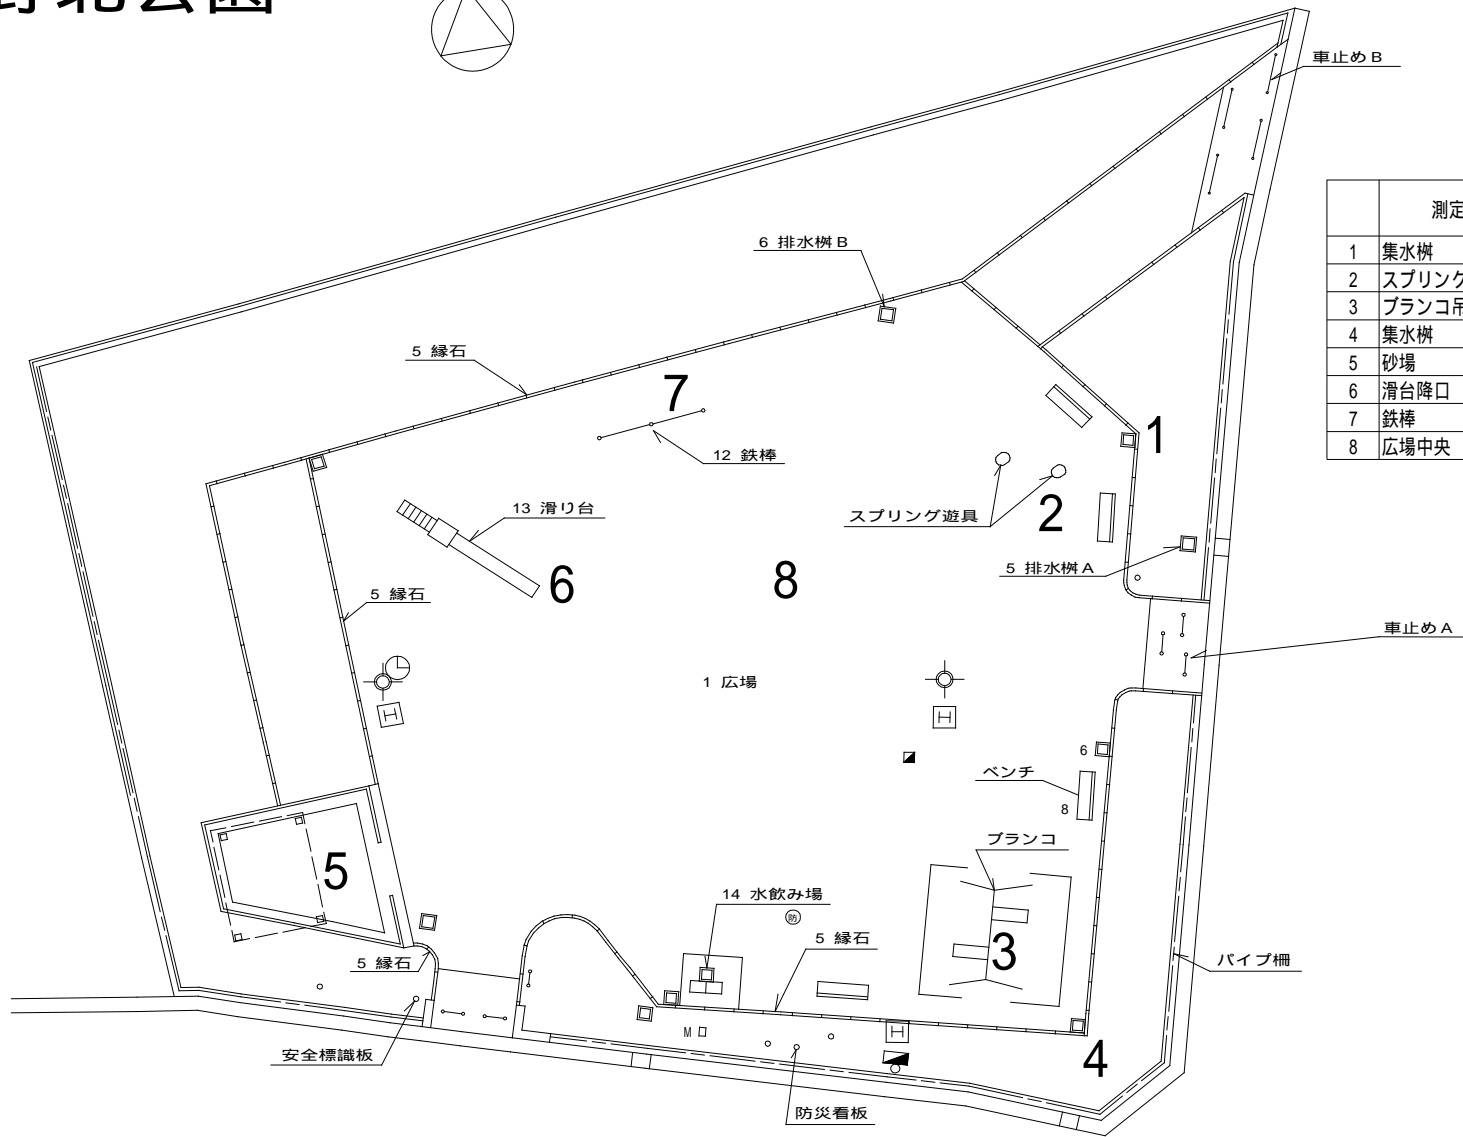 北公園
車止めB
測定
1 集水桝
2 スプリング
3 ブランコ吊
4 集水桝
5 砂場
6 滑台降口
7 鉄棒
8 広場中央
6 排水桝B
5 縁石
7
12 鉄棒
1
13 滑り台
スプリング遊具
2
6
8
5 排水桝A
5 縁石
車止めA
1 広場
6
ベンチ
8
ブランコ
5
14 水飲み場
防
5 縁石
3
5 縁石
パイプ柵
M
安全標識板
4
防災看板